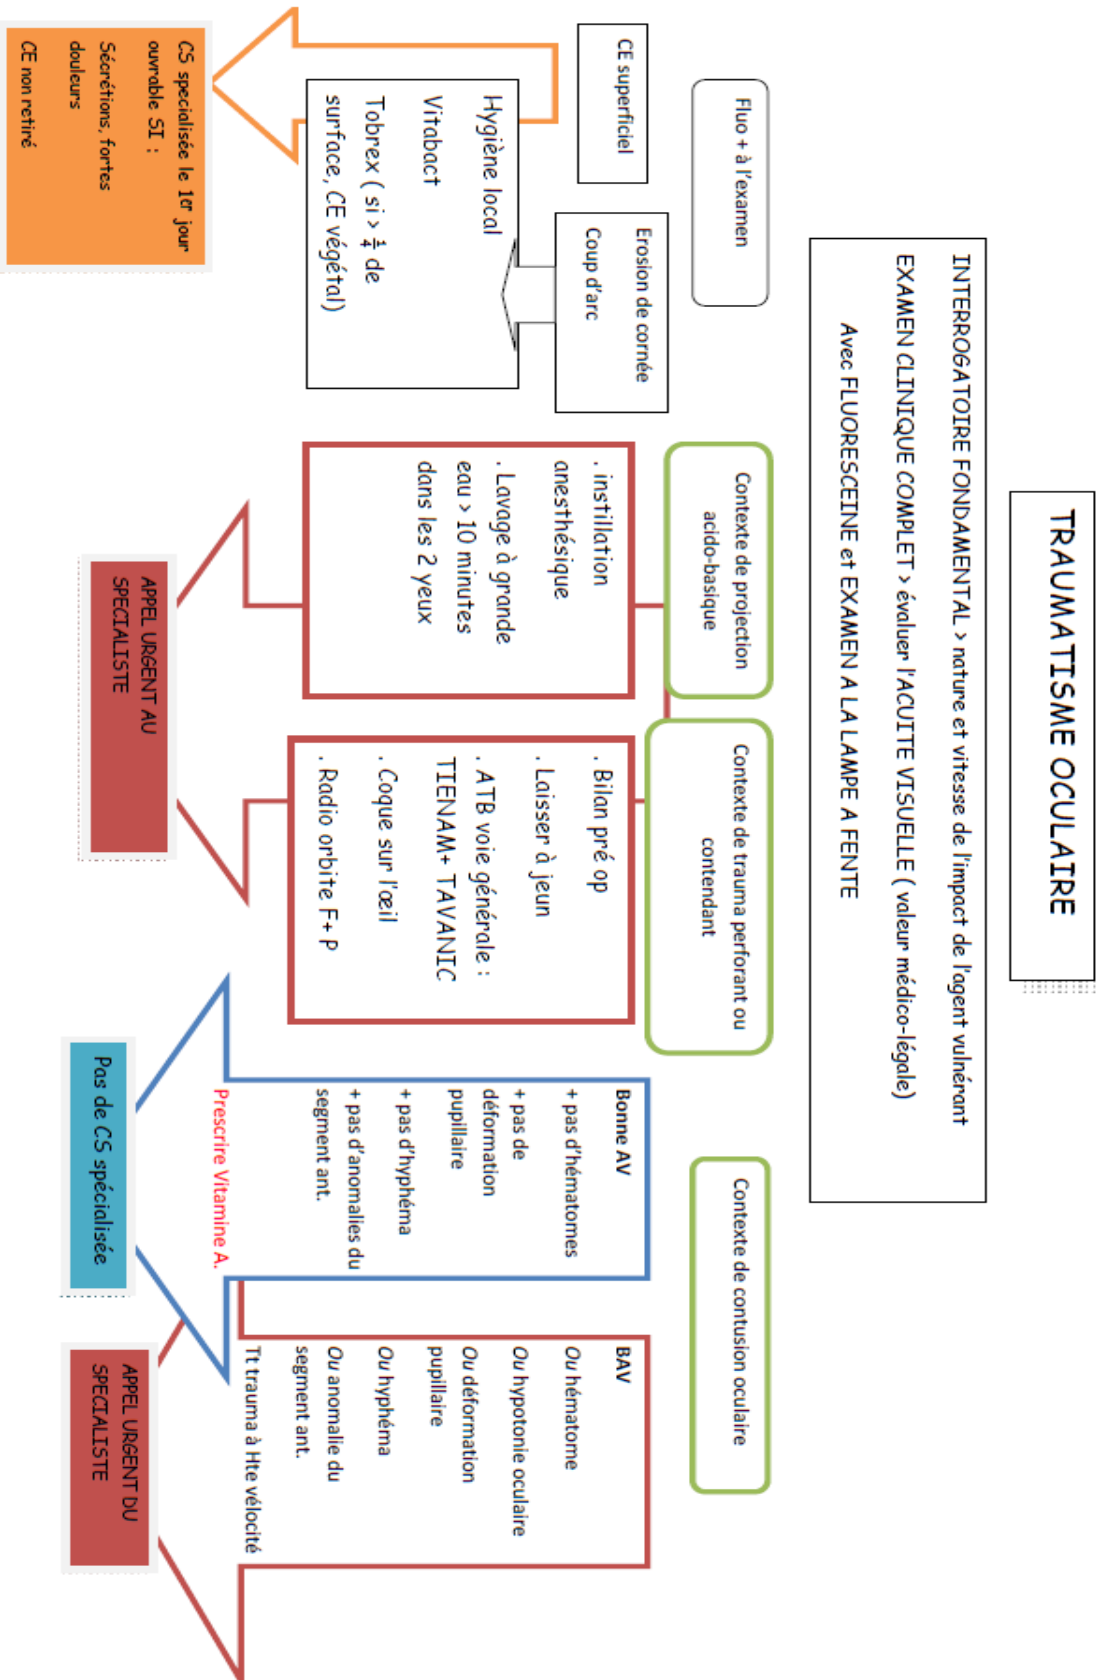 TRAUMATISME OCULAIRE
INTERROGATOIRE FONDAMENTAL > nature et vitesse de l'impact de l'agent vulnérant
EXAMEN CLINIQUE COMPLET > évaluer l'ACUITE VISUELLE ( valeur médico-légale)
Avec FLUORESCEINE et EXAMEN A LA LAMPE A FENTE
Fluo + à l'examen
CE superficiel
Erosion de cornée
Coup d'arc
Hygiène local
Vitabact
Tobrex ( si > ¼ de
surface, CE végétal)
CS specialisée le 1er jour
ouvrable SI :
Sécrétions, fortes
douleurs
CE non retiré
Contexte de projection
acido-basique
. instillation
anesthésique
. Lavage à grande
eau > 10 minutes
dans les 2 yeux
Contexte de trauma perforant ou
contendant
. Bilan pré op
. Laisser à jeun
. ATB voie générale :
TIENAM+ TAVANIC
. Coque sur l'œil
. Radio orbite F+ P
APPEL URGENT AU
SPECIALISTE
Contexte de contusion oculaire
Bonne AV
+ pas d'hématomes
+ pas de
déformation
pupillaire
+ pas d'hyphéma
+ pas d'anomalies du
segment ant.
Prescrire Vitamine A.
Pas de CS spécialisée
BAV
Ou hématome
Ou hypotonie oculaire
Ou déformation
pupillaire
Ou hyphéma
Ou anomalie du
segment ant.
Tt trauma à Hte vélocité
APPEL URGENT DU
SPECIALISTE